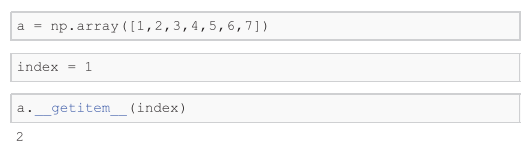 a = np.array([1,2,3,4,5,6,7])
index = 1
a.__getitem__(index)
2